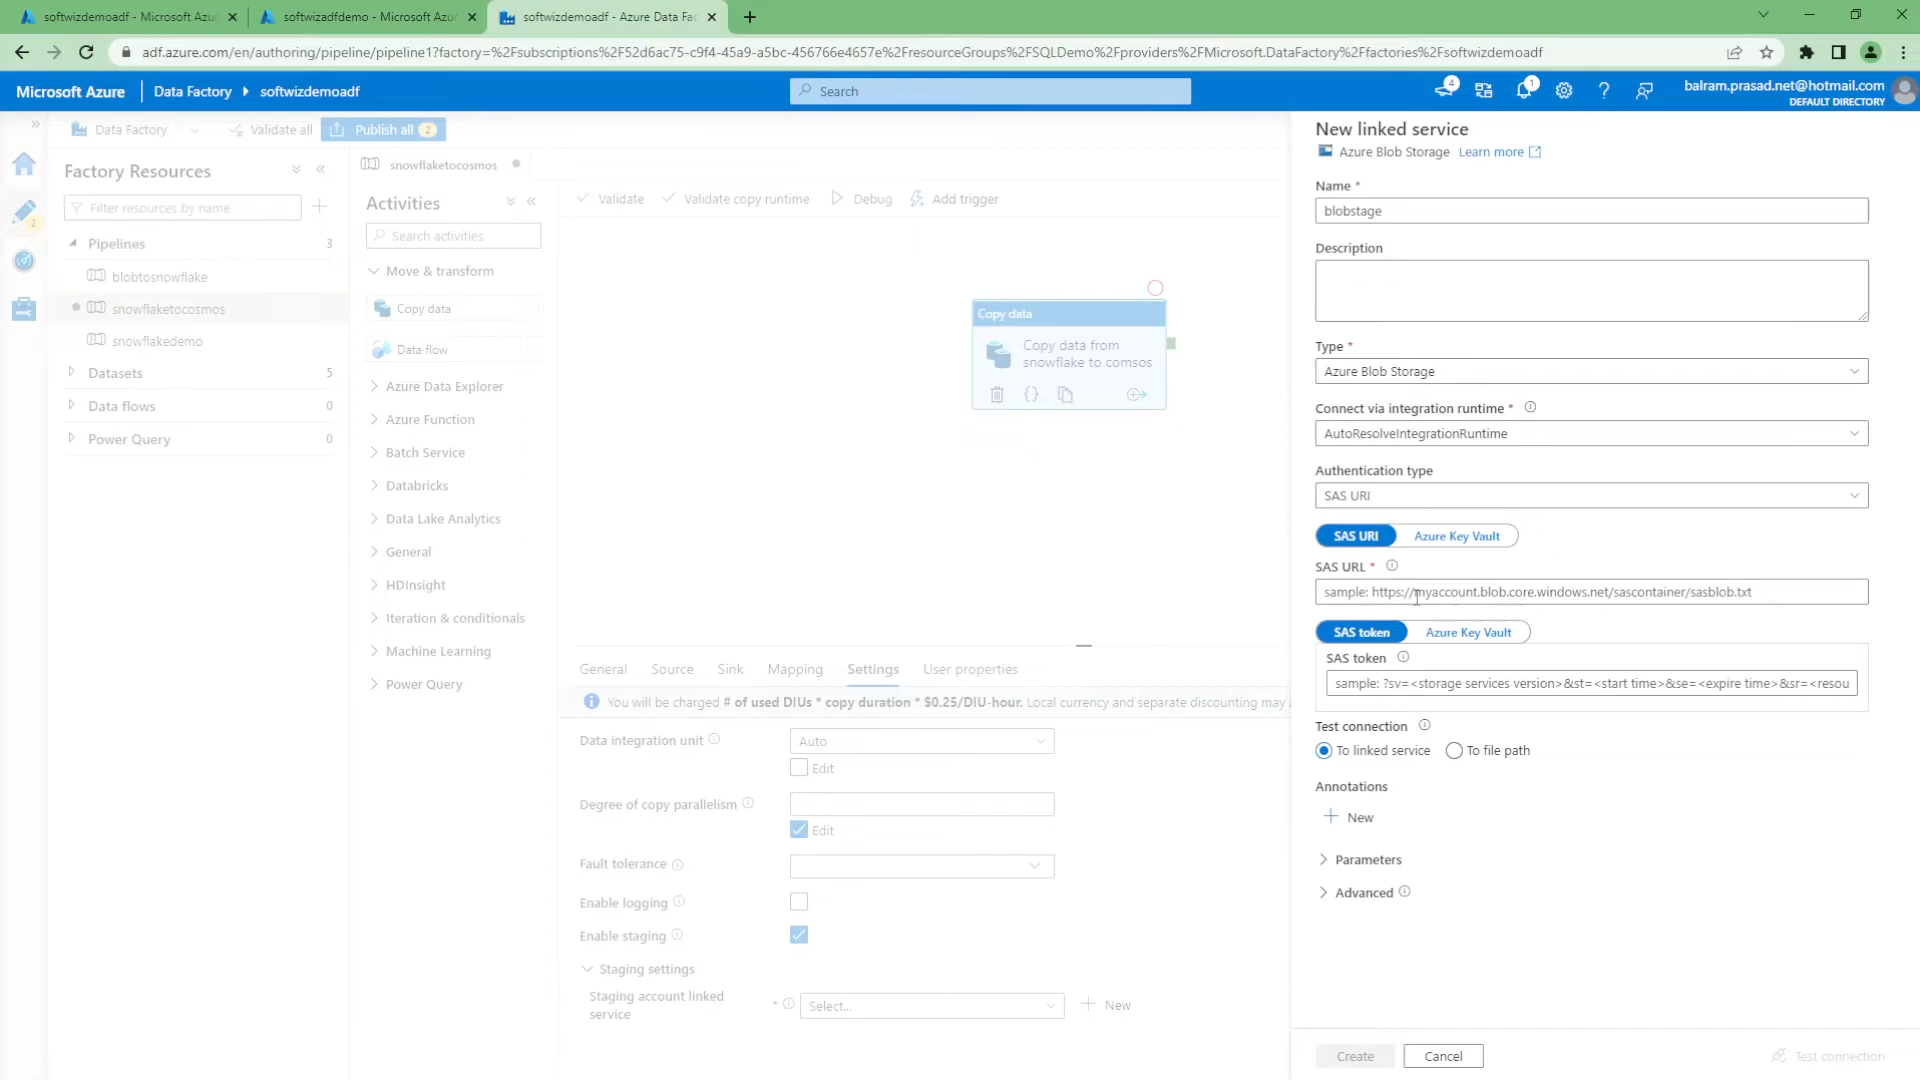 softwizdemoadf - Microsoft Azur
softwizadfdemo - Microsoft Azur
softwizdemoadf - Azure Data Fac
adf.azure.com/en/authoring/pipeline/pipeline1?factory=%2Fsubscriptions%2F52d6ac75-c9f4-45a9-a5bc-456766e4657e%2FresourceGroups%2FSQLDemo%2Fproviders%2FMicrosoft.DataFactory%2Ffactories%2Fsoftwizdemoadf
Microsoft Azure
Data Factory
softwizdemoadf
Search
4
1
balram.prasad.net@hotmail.com
DEFAULT DIRECTORY
Data Factory
Validate all
Publish all
2
2
Factory Resources
Filter resources by name
Pipelines
3
blobtosnowflake
snowflaketocosmos
snowflakedemo
Datasets
5
Data flows
0
Power Query
0
snowflaketocosmos
Activities
Search activities
Move & transform
Copy data
Data flow
Azure Data Explorer
Azure Function
Batch Service
Databricks
Data Lake Analytics
General
HDInsight
Iteration & conditionals
Machine Learning
Power Query
Validate
Validate copy runtime
Debug
Add trigger
Copy data
Copy data from
snowflake to comsos
General
Source
Sink
Mapping
Settings
User properties
You will be charged # of used DIUs * copy duration * $0.25/DIU-hour. Local currency and separate discounting may
Data integration unit
Auto
Edit
Degree of copy parallelism
Edit
Fault tolerance
Enable logging
Enable staging
Staging settings
Staging account linked
service
*
Select...
New
New linked service
Azure Blob Storage
Learn more
Name *
blobstage
Description
Type *
Azure Blob Storage
Connect via integration runtime *
AutoResolveIntegrationRuntime
Authentication type
SAS URI
SAS URI
Azure Key Vault
SAS URL *
sample: https://myaccount.blob.core.windows.net/sascontainer/sasblob.txt
SAS token
Azure Key Vault
SAS token
sample: ?sv=<storage services version>&st=<start time>&se=<expire time>&sr=<resou
Test connection
To linked service
To file path
Annotations
New
Parameters
Advanced
Create
Cancel
Test connection